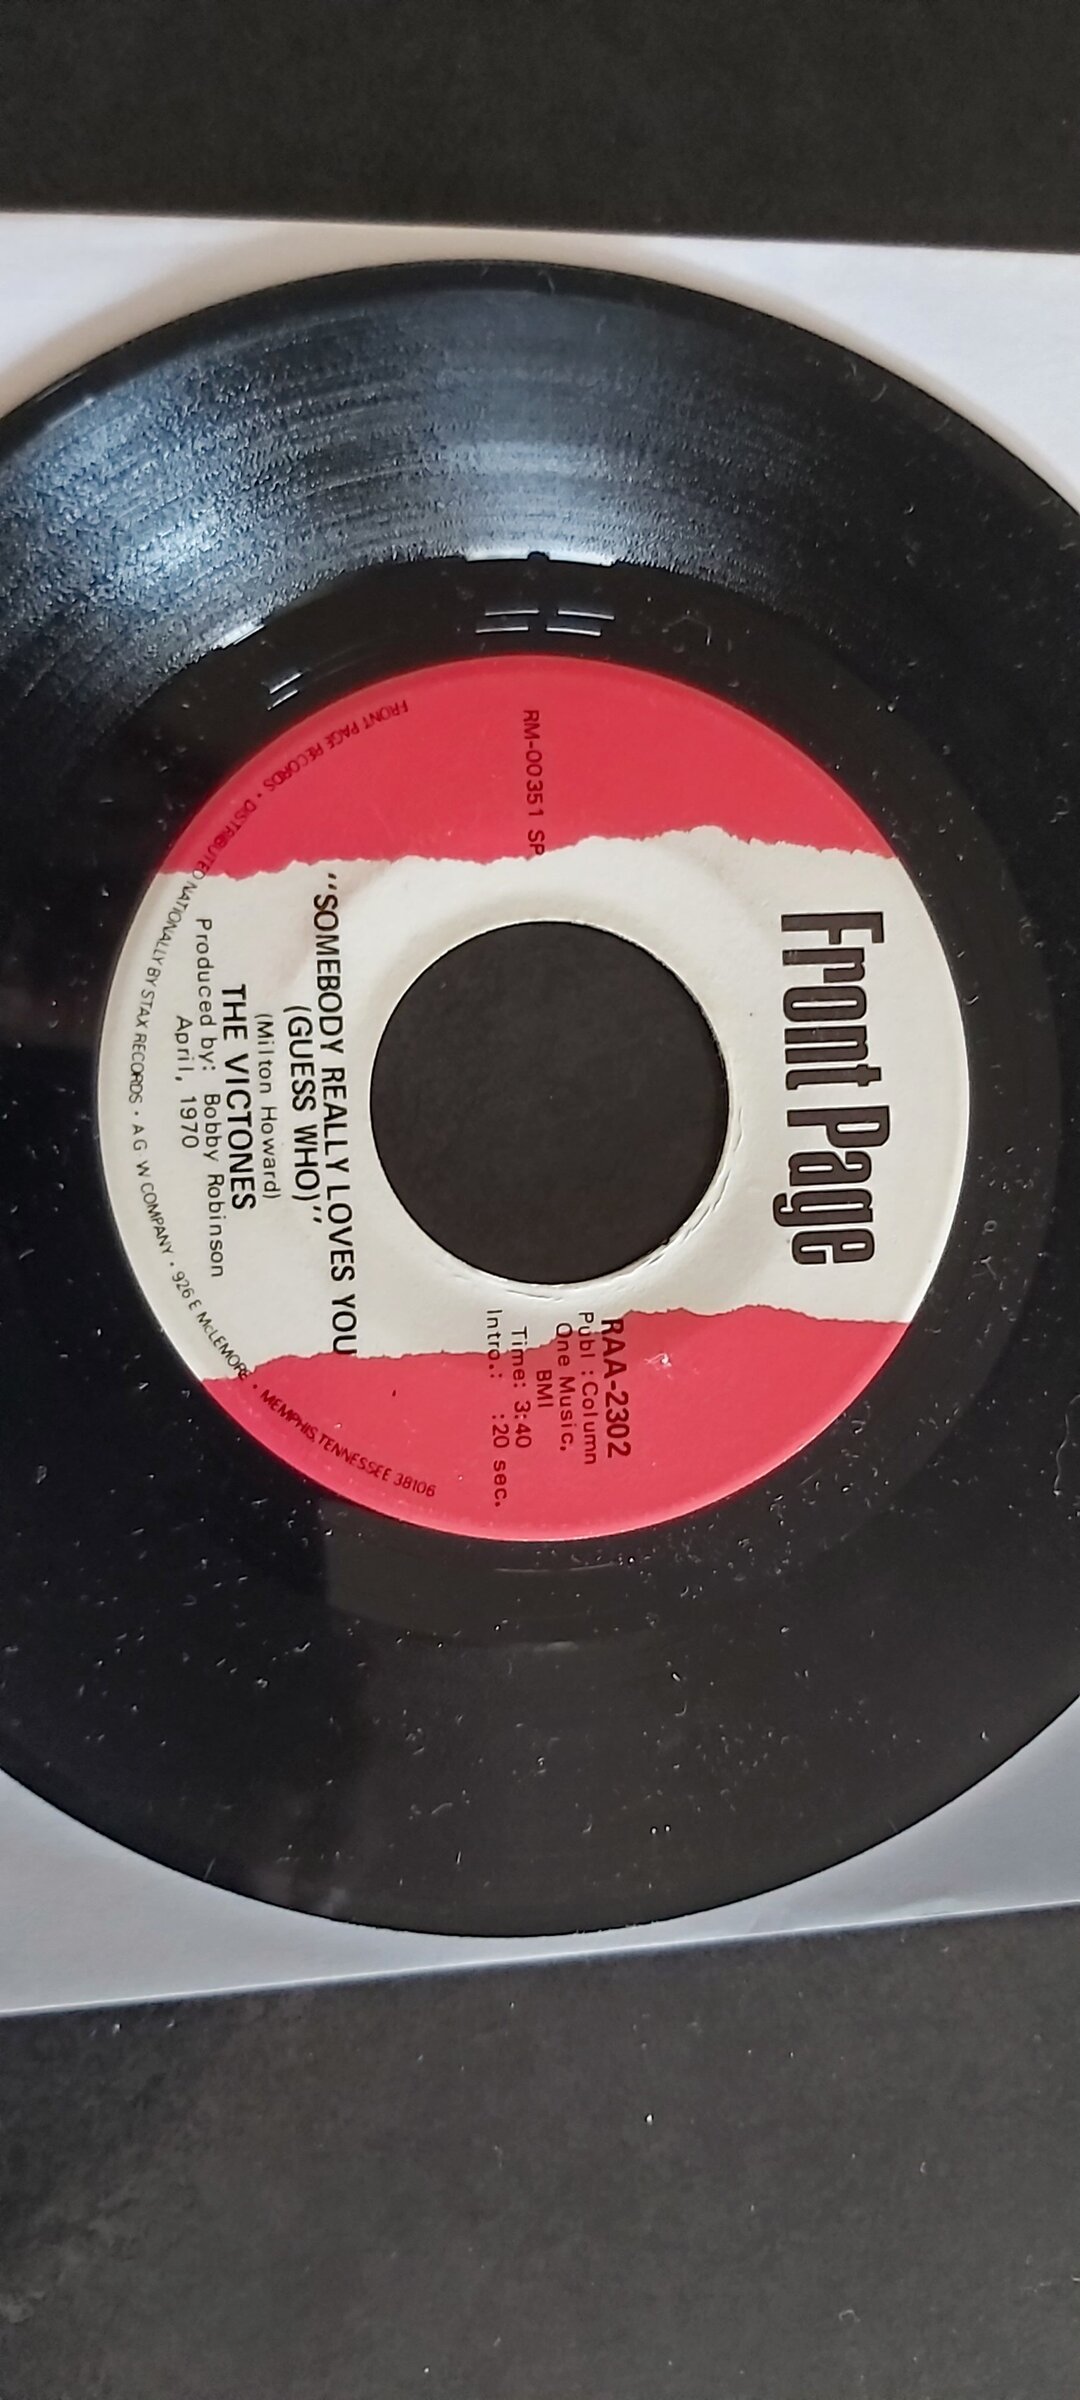 Front Page
RM-00351 SP
RAA-2302
Publ :Column
One Music,
BMI
Time: 3:40
Intro.: :20 sec.
"SOMEBODY REALLY LOVES YOU
(GUESS WHO)"
(Milton Howard)
THE VICTONES
Produced by: Bobby Robinson
April, 1970
FRONT PAGE RECORDS • DISTRIBUTED NATIONALLY BY STAX RECORDS • A G·W COMPANY • 926 E McLEMORE • MEMPHIS, TENNESSEE 38106